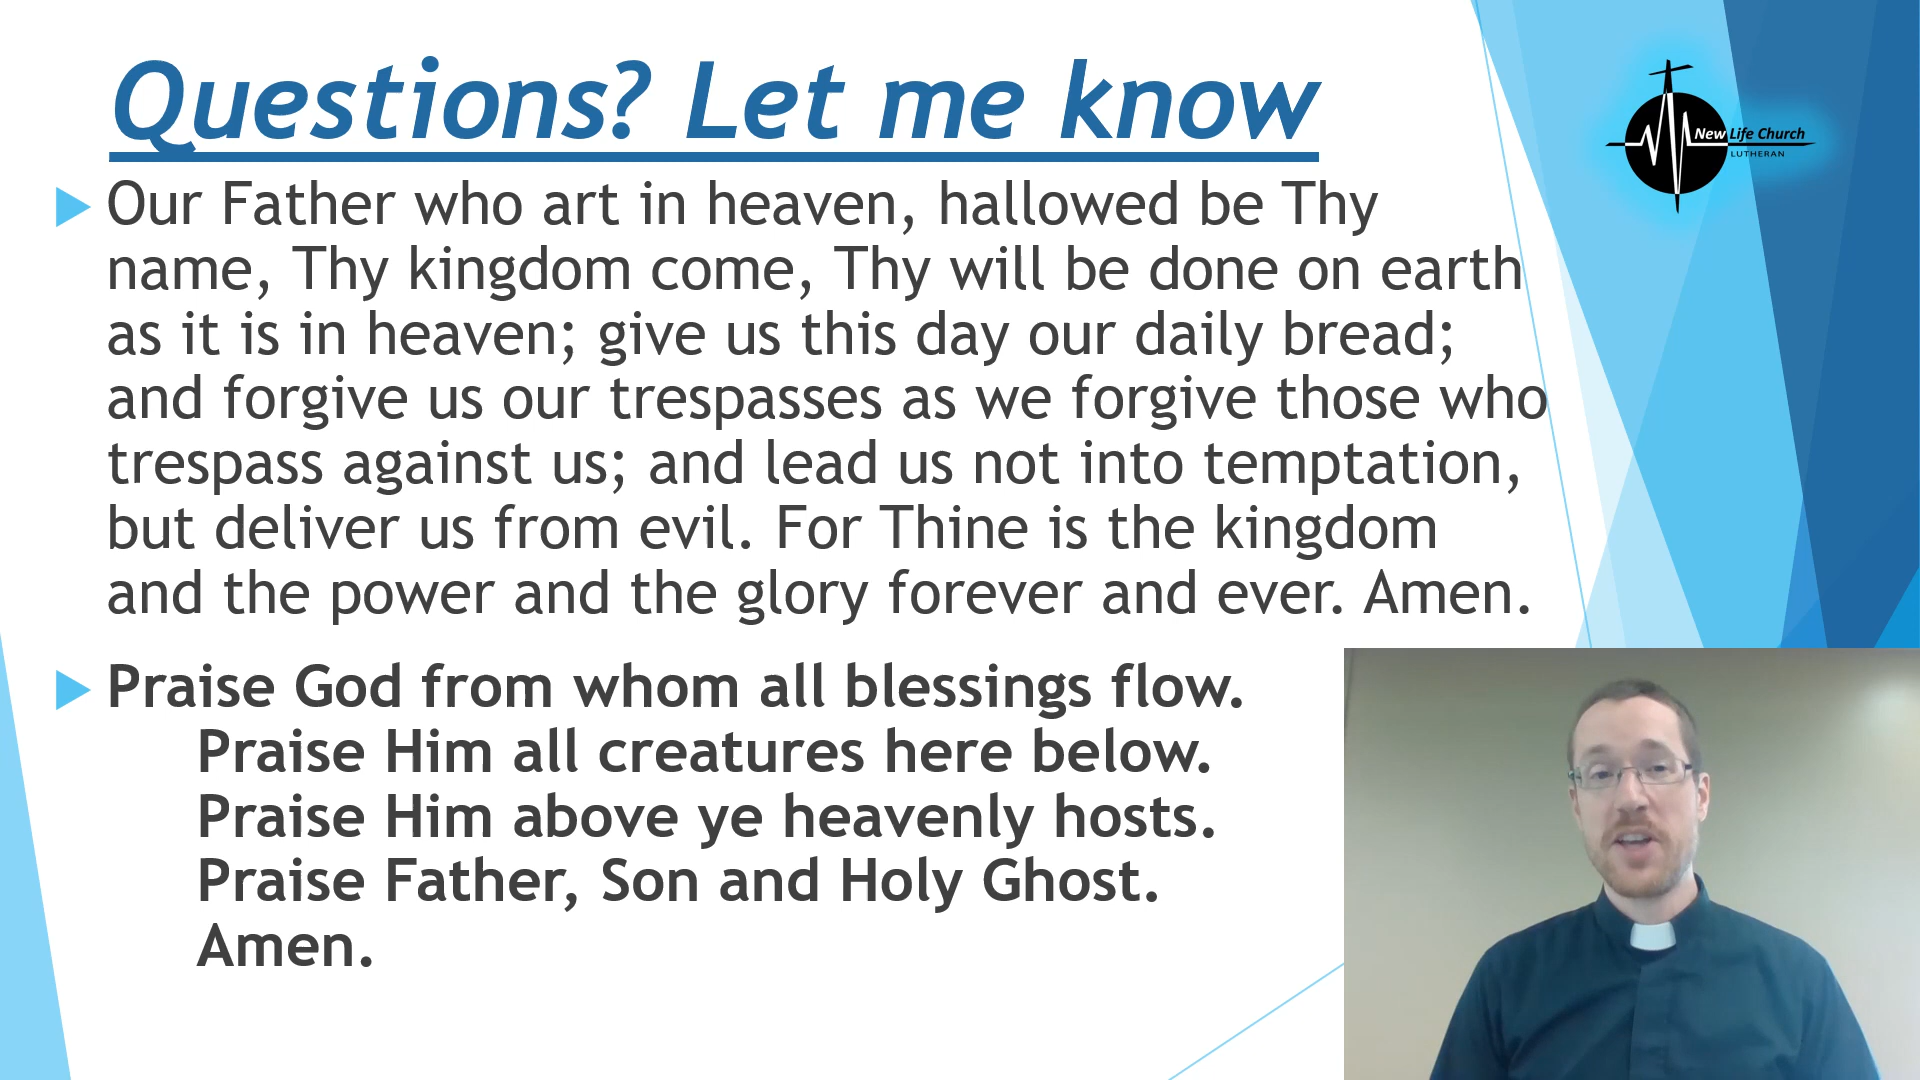 Questions? Let me know
New Life Church
LUTHERAN
Our Father who art in heaven, hallowed be Thy
name, Thy kingdom come, Thy will be done on earth
as it is in heaven; give us this day our daily bread;
and forgive us our trespasses as we forgive those who
trespass against us; and lead us not into temptation,
but deliver us from evil. For Thine is the kingdom
and the power and the glory forever and ever. Amen.
Praise God from whom all blessings flow.
Praise Him all creatures here below.
Praise Him above ye heavenly hosts.
Praise Father, Son and Holy Ghost.
Amen.